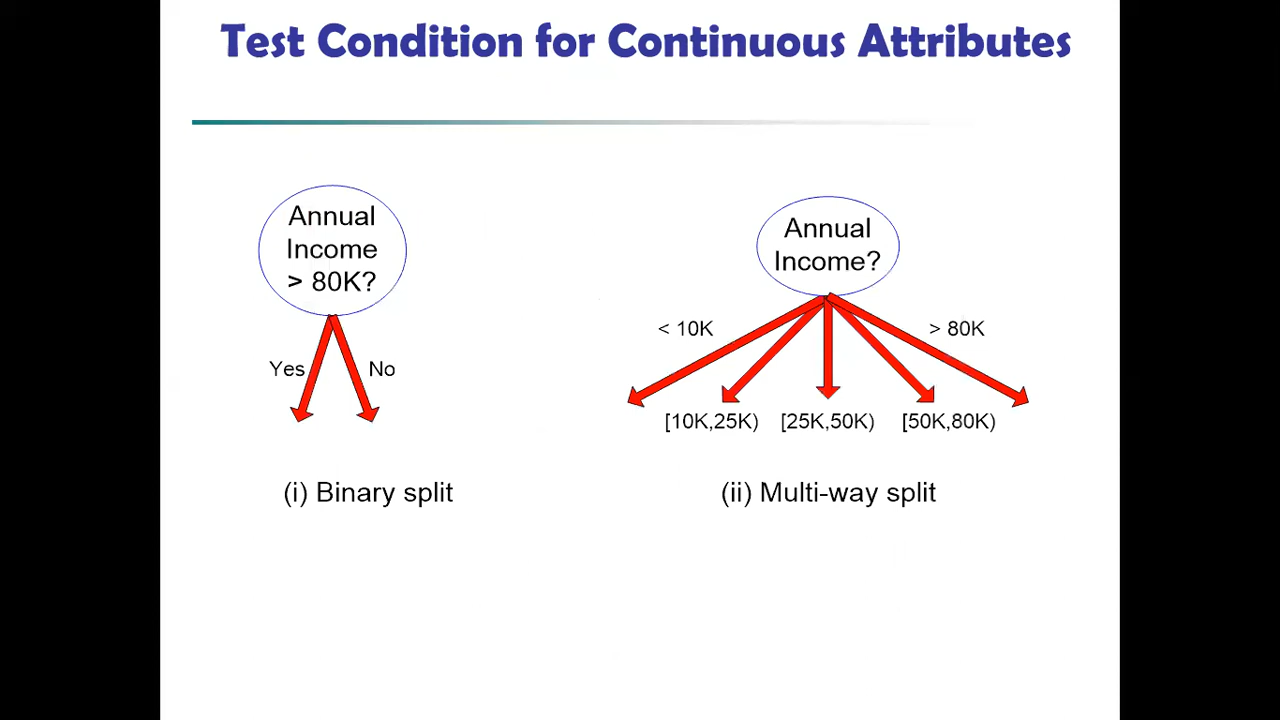 Test Condition for Continuous Attributes
Annual
Income
> 80K?
Yes
No
(i) Binary split
Annual
Income?
< 10K
> 80K
[10K,25K)
[25K,50K)
[50K,80K)
(ii) Multi-way split